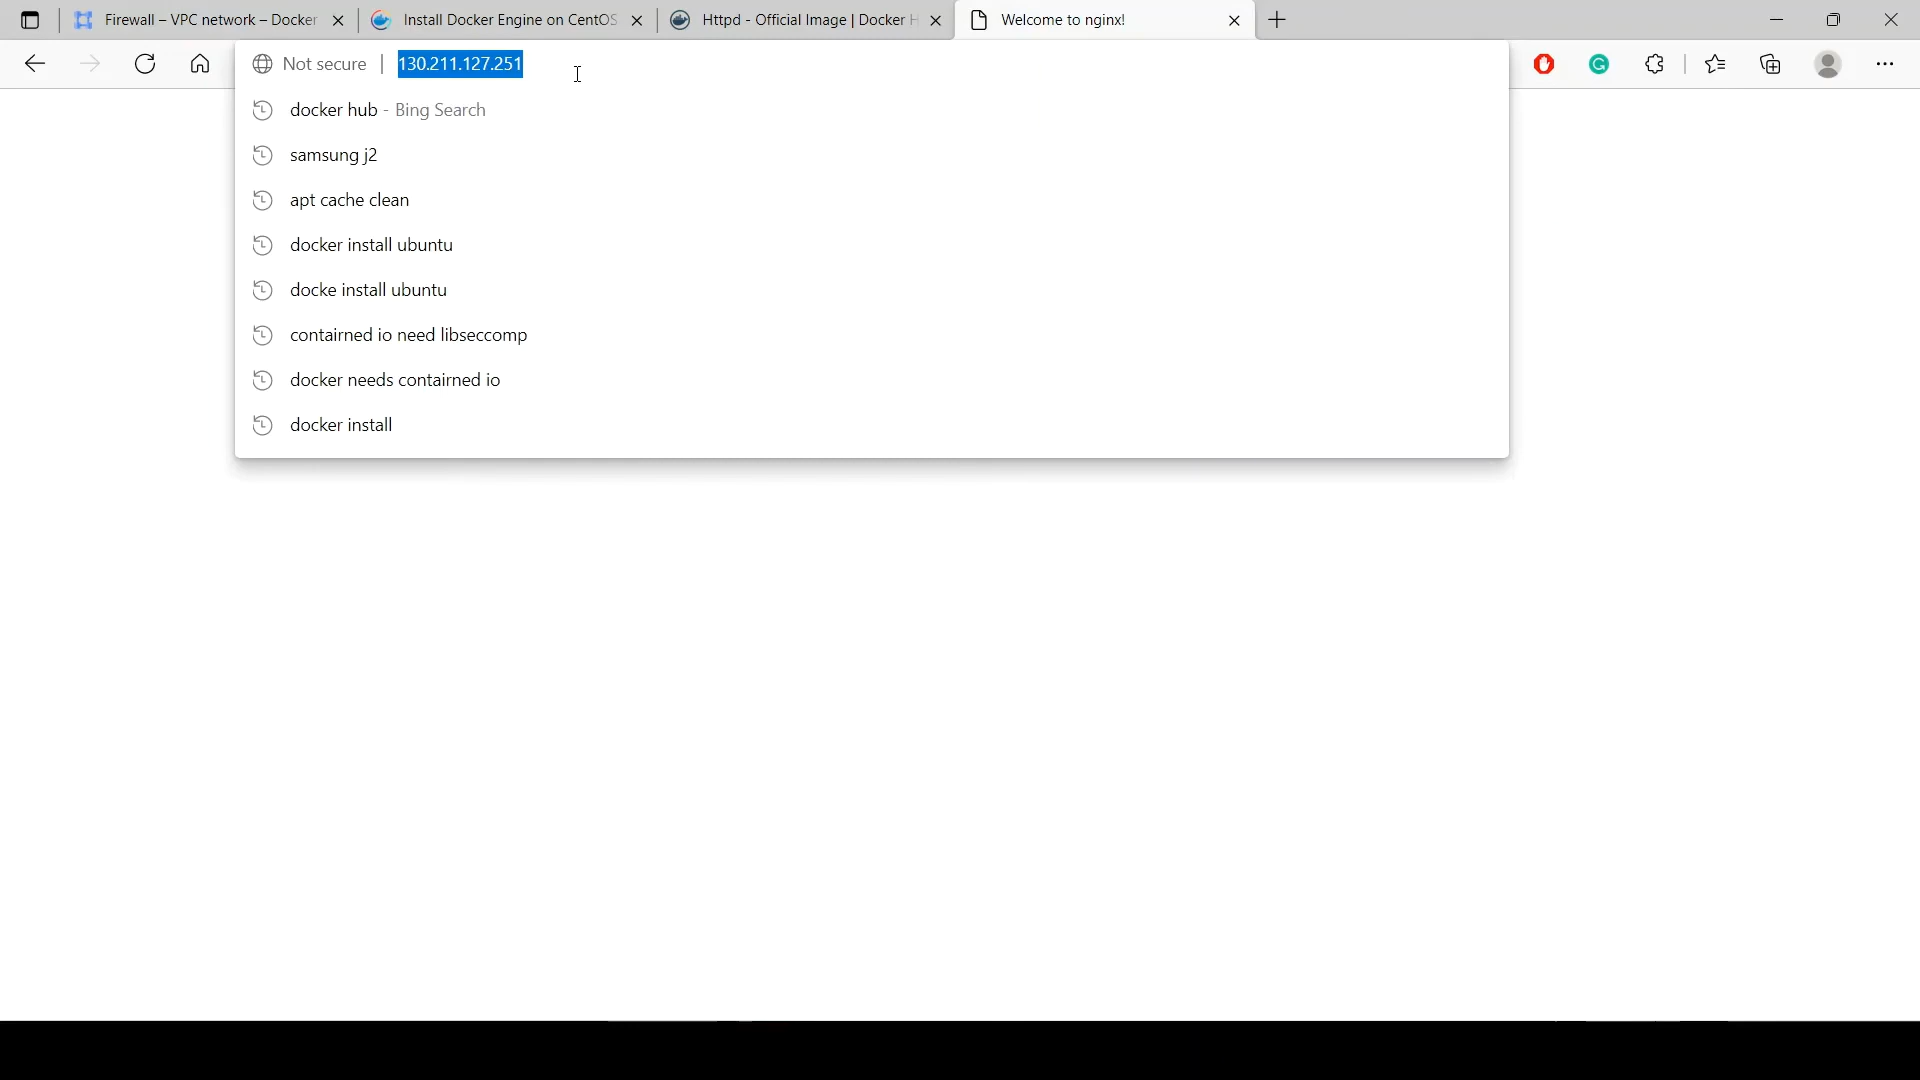 Firewall – VPC network – Docker
Install Docker Engine on CentOS
Httpd - Official Image | Docker H
Welcome to nginx!
Not secure | 130.211.127.251
docker hub - Bing Search
samsung j2
apt cache clean
docker install ubuntu
docke install ubuntu
contairned io need libseccomp
docker needs contairned io
docker install